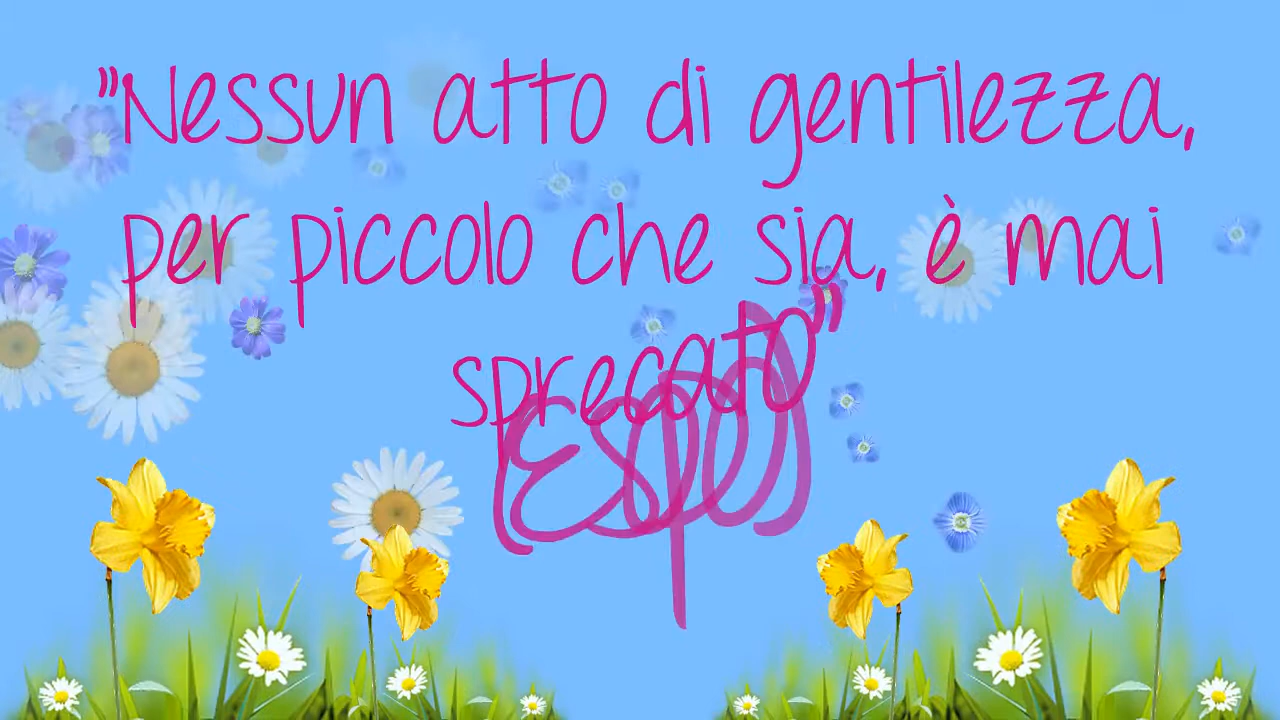 "Nessun atto di gentilezza,
per piccolo che sia, è mai
sprecato"
(Esopo)